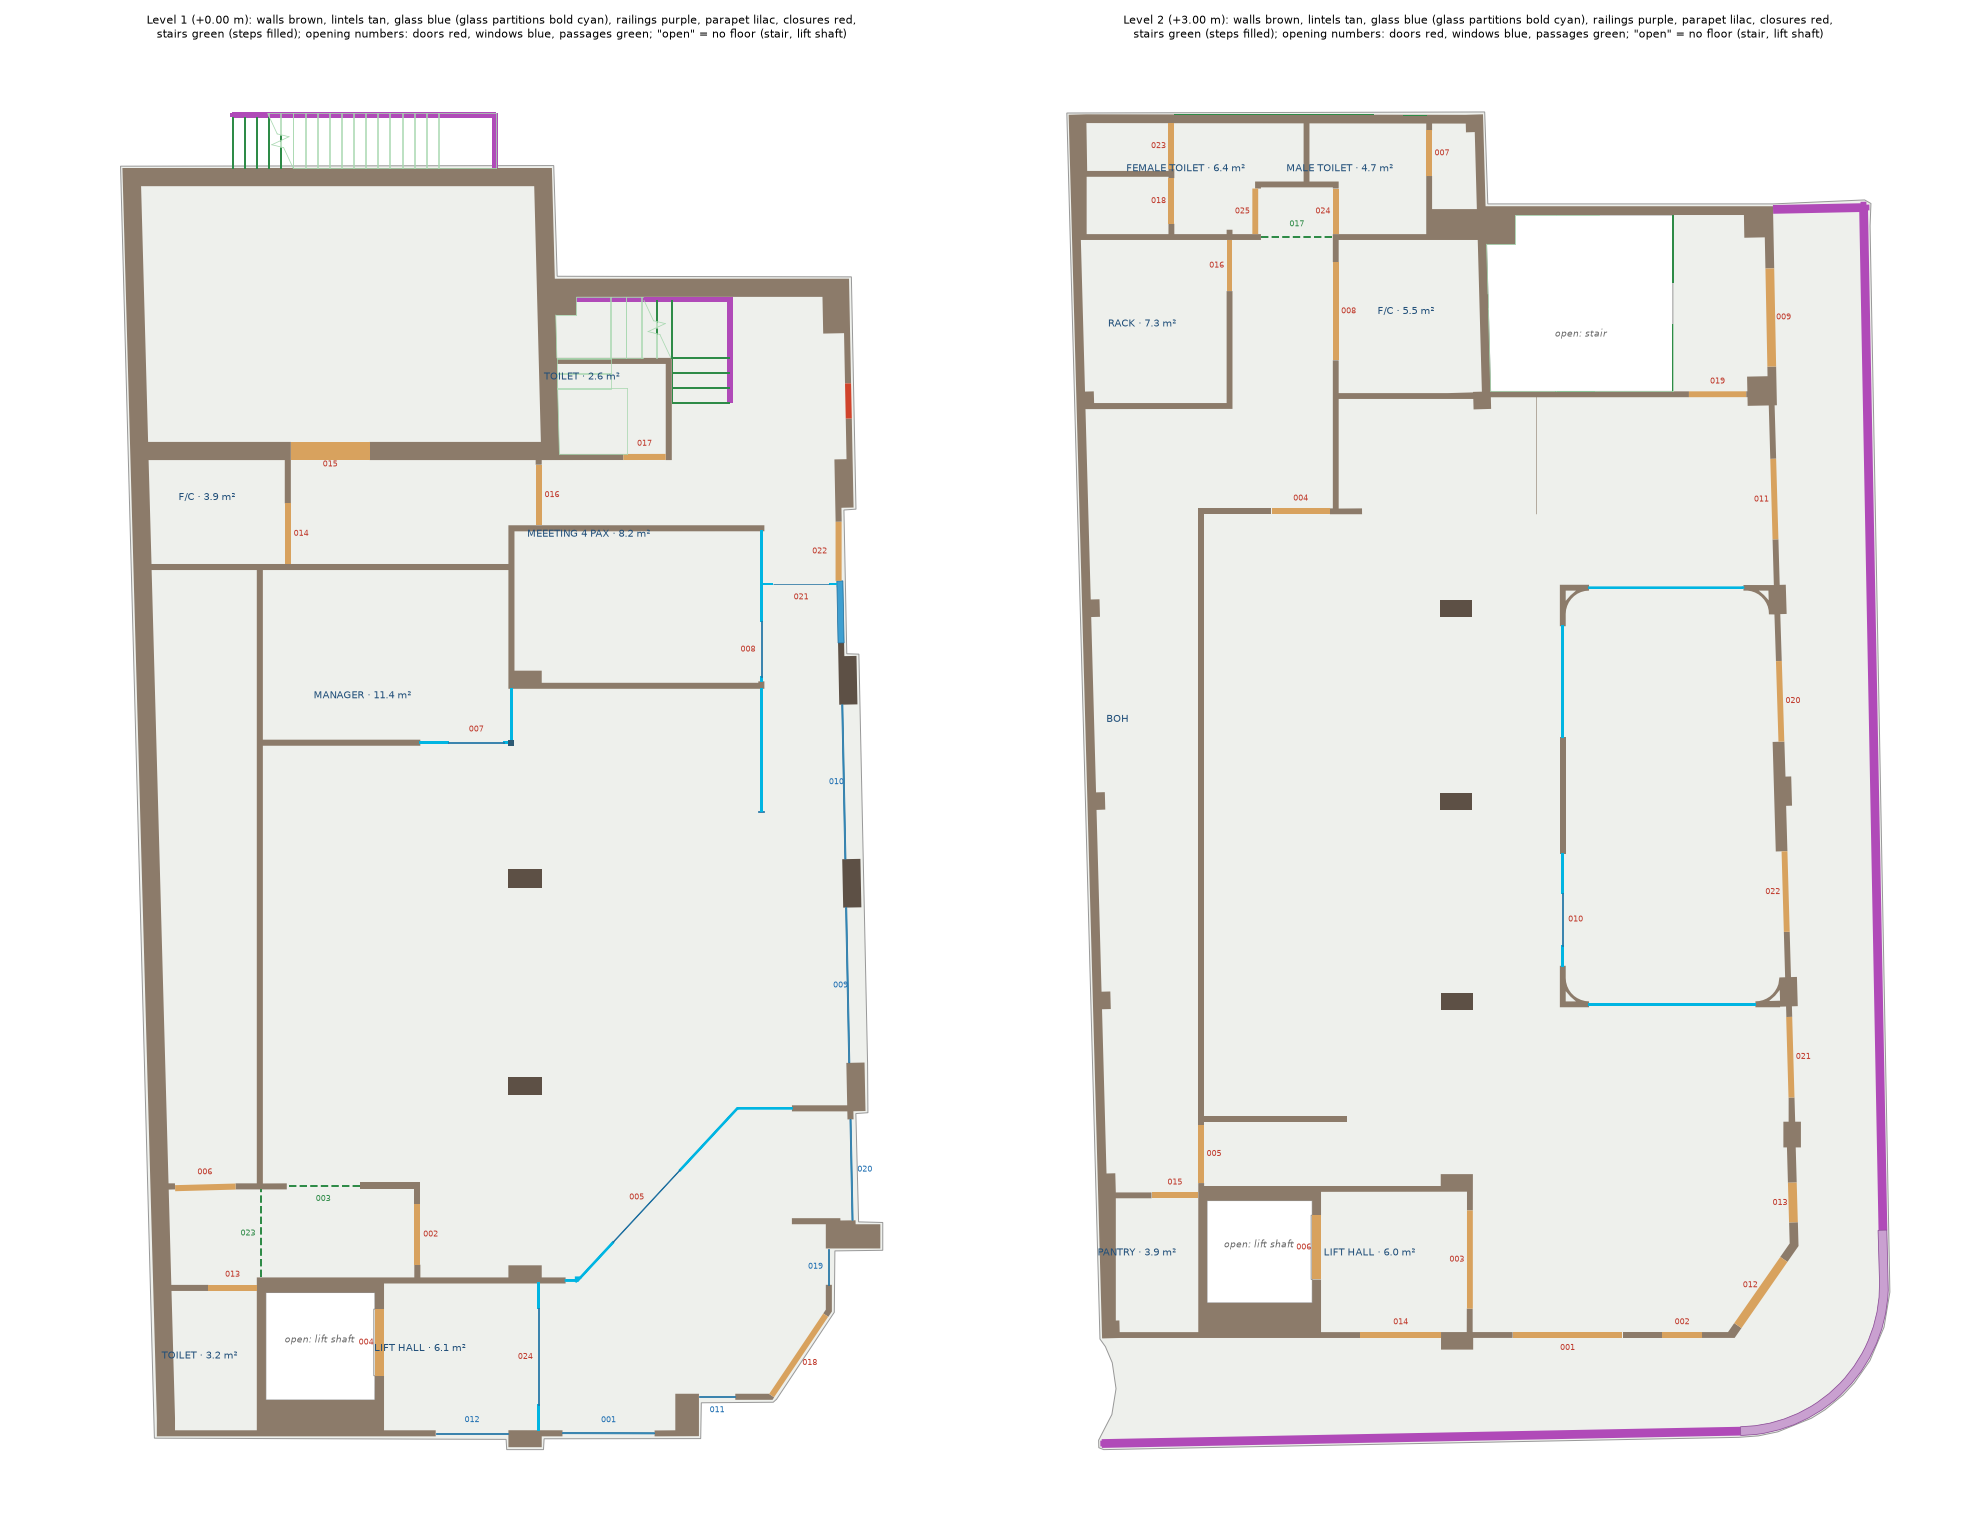 Level 1 (+0.00 m): walls brown, lintels tan, glass blue (glass partitions bold cyan), railings purple, parapet lilac, closures red,
stairs green (steps filled); opening numbers: doors red, windows blue, passages green; "open" = no floor (stair, lift shaft)
015
F/C · 3.9 m²
014
016
TOILET · 2.6 m²
017
MEEETING 4 PAX · 8.2 m²
022
021
008
MANAGER · 11.4 m²
007
010
009
020
005
006
003
023
002
013
019
open: lift shaft
004
LIFT HALL · 6.1 m²
TOILET · 3.2 m²
024
018
012
001
011
Level 2 (+3.00 m): walls brown, lintels tan, glass blue (glass partitions bold cyan), railings purple, parapet lilac, closures red,
stairs green (steps filled); opening numbers: doors red, windows blue, passages green; "open" = no floor (stair, lift shaft)
023
007
FEMALE TOILET · 6.4 m²
MALE TOILET · 4.7 m²
018
025
024
017
016
RACK · 7.3 m²
008
F/C · 5.5 m²
open: stair
009
019
004
011
020
BOH
022
010
021
005
015
013
PANTRY · 3.9 m²
open: lift shaft
006
LIFT HALL · 6.0 m²
003
012
014
002
001